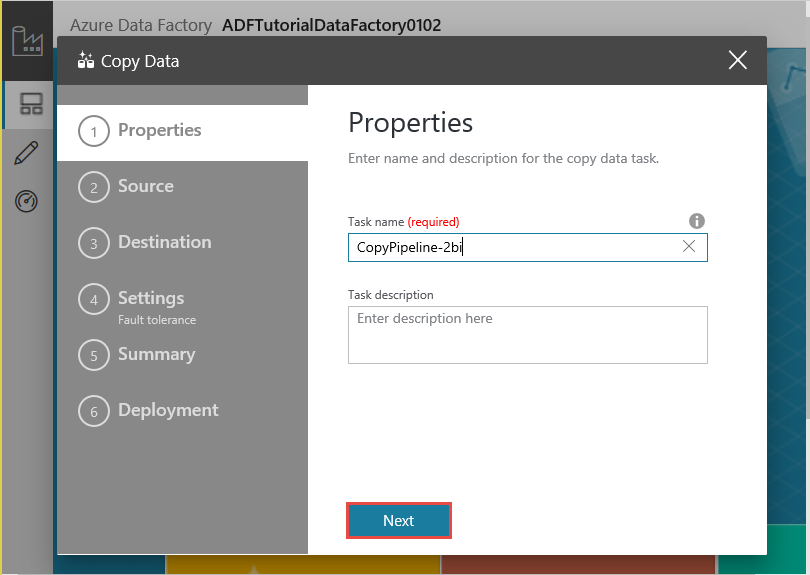 Azure Data Factory ADFTutorialDataFactory0102
Copy Data
1 Properties
2 Source
3 Destination
4 Settings
Fault tolerance
5 Summary
6 Deployment
Properties
Enter name and description for the copy data task.
Task name (required)
CopyPipeline-2bi
Task description
Enter description here
Next